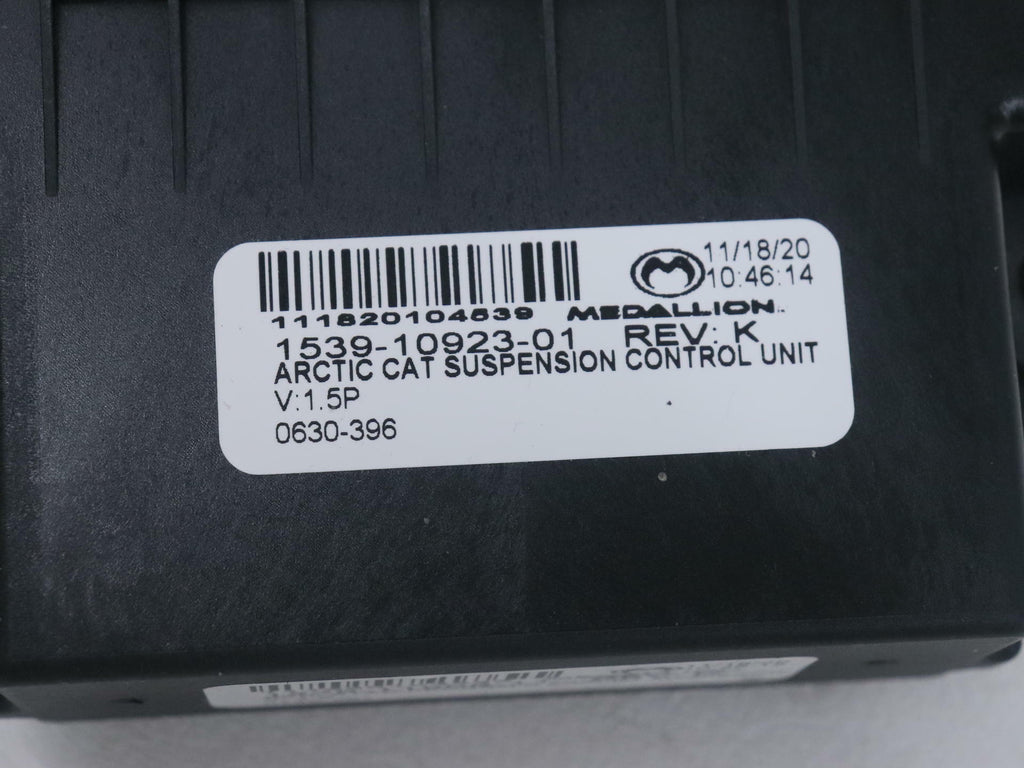 11/18/20
10:46:14
111820104639 MEDALLION
1539-10923-01 REV: K
ARCTIC CAT SUSPENSION CONTROL UNIT
V:1.5P
0630-396